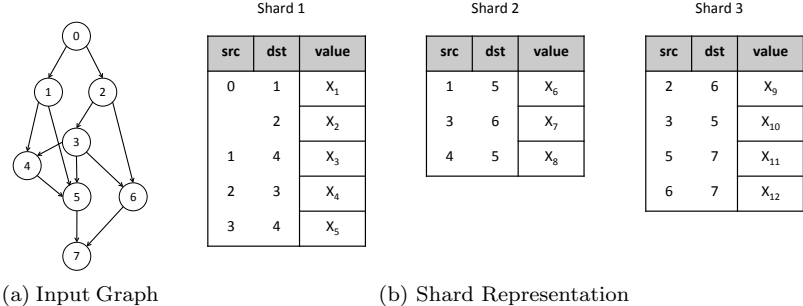 Shard 1 Shard 2 Shard 3
0
1 2
3
4
5 6
7
src dst value
0 1 X1
2 X2
1 4 X3
2 3 X4
3 4 X5
src dst value
1 5 X6
3 6 X7
4 5 X8
src dst value
2 6 X9
3 5 X10
5 7 X11
6 7 X12
(a) Input Graph (b) Shard Representation